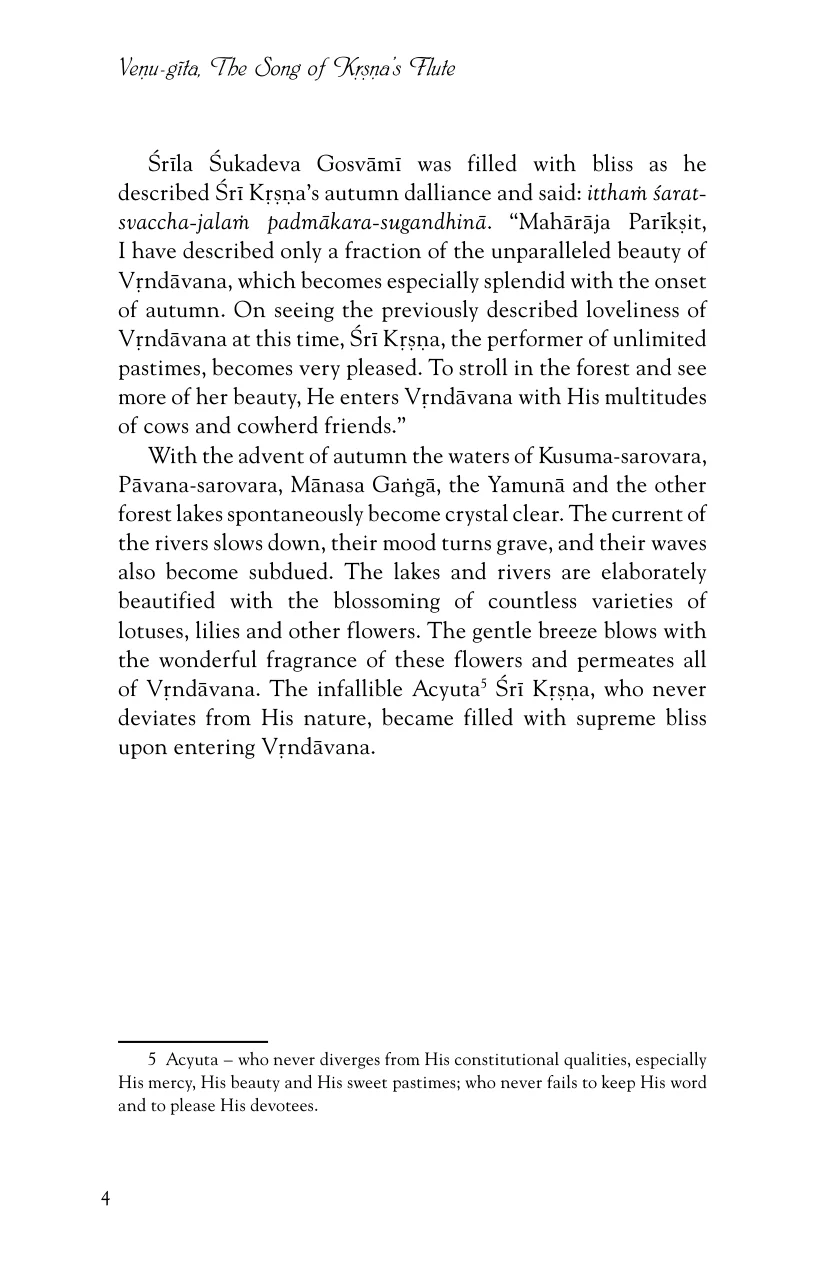 Veṇu-gīta, The Song of Kṛṣṇa’s Flute
Śrīla Śukadeva Gosvāmī was filled with bliss as he
described Śrī Kṛṣṇa’s autumn dalliance and said: itthaṁ śarat-
svaccha-jalaṁ padmākara-sugandhinā. “Mahārāja Parīkṣit,
I have described only a fraction of the unparalleled beauty of
Vṛndāvana, which becomes especially splendid with the onset
of autumn. On seeing the previously described loveliness of
Vṛndāvana at this time, Śrī Kṛṣṇa, the performer of unlimited
pastimes, becomes very pleased. To stroll in the forest and see
more of her beauty, He enters Vṛndāvana with His multitudes
of cows and cowherd friends.”
With the advent of autumn the waters of Kusuma-sarovara,
Pāvana-sarovara, Mānasa Gaṅgā, the Yamunā and the other
forest lakes spontaneously become crystal clear. The current of
the rivers slows down, their mood turns grave, and their waves
also become subdued. The lakes and rivers are elaborately
beautified with the blossoming of countless varieties of
lotuses, lilies and other flowers. The gentle breeze blows with
the wonderful fragrance of these flowers and permeates all
of Vṛndāvana. The infallible Acyuta⁵ Śrī Kṛṣṇa, who never
deviates from His nature, became filled with supreme bliss
upon entering Vṛndāvana.
5 Acyuta – who never diverges from His constitutional qualities, especially
His mercy, His beauty and His sweet pastimes; who never fails to keep His word
and to please His devotees.
4